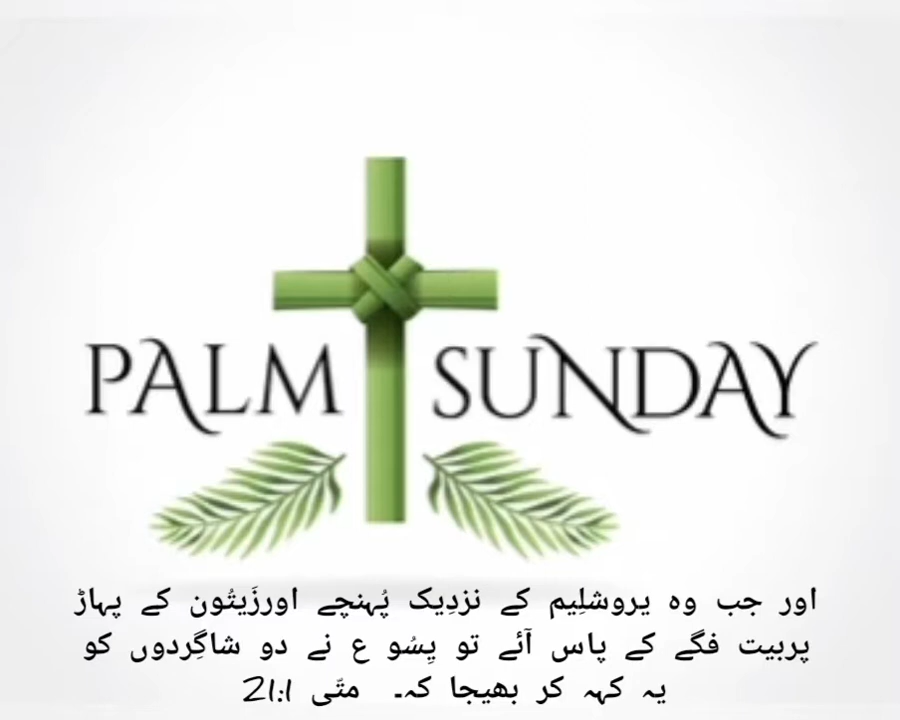 PALM SUNDAY
اور جب وہ یروشلِیم کے نزدِیک پُہنچے اورزَیتُون کے پہاڑ
پربیت فگے کے پاس آئے تو یِسُو ع نے دو شاگِردوں کو
یہ کہہ کر بھیجا کہ۔ متّی 21:1